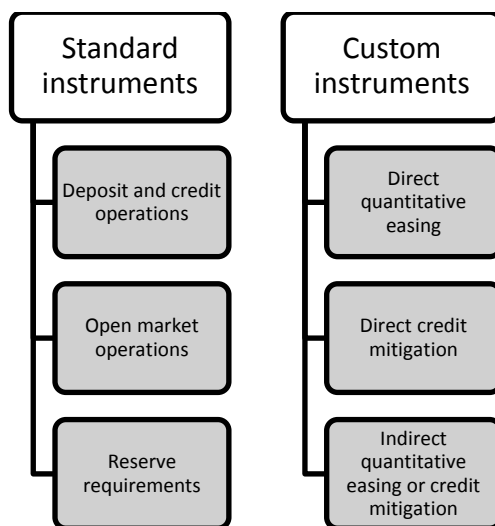 Standard
instruments
Deposit and credit
operations
Open market
operations
Reserve
requirements
Custom
instruments
Direct
quantitative
easing
Direct credit
mitigation
Indirect
quantitative
easing or credit
mitigation